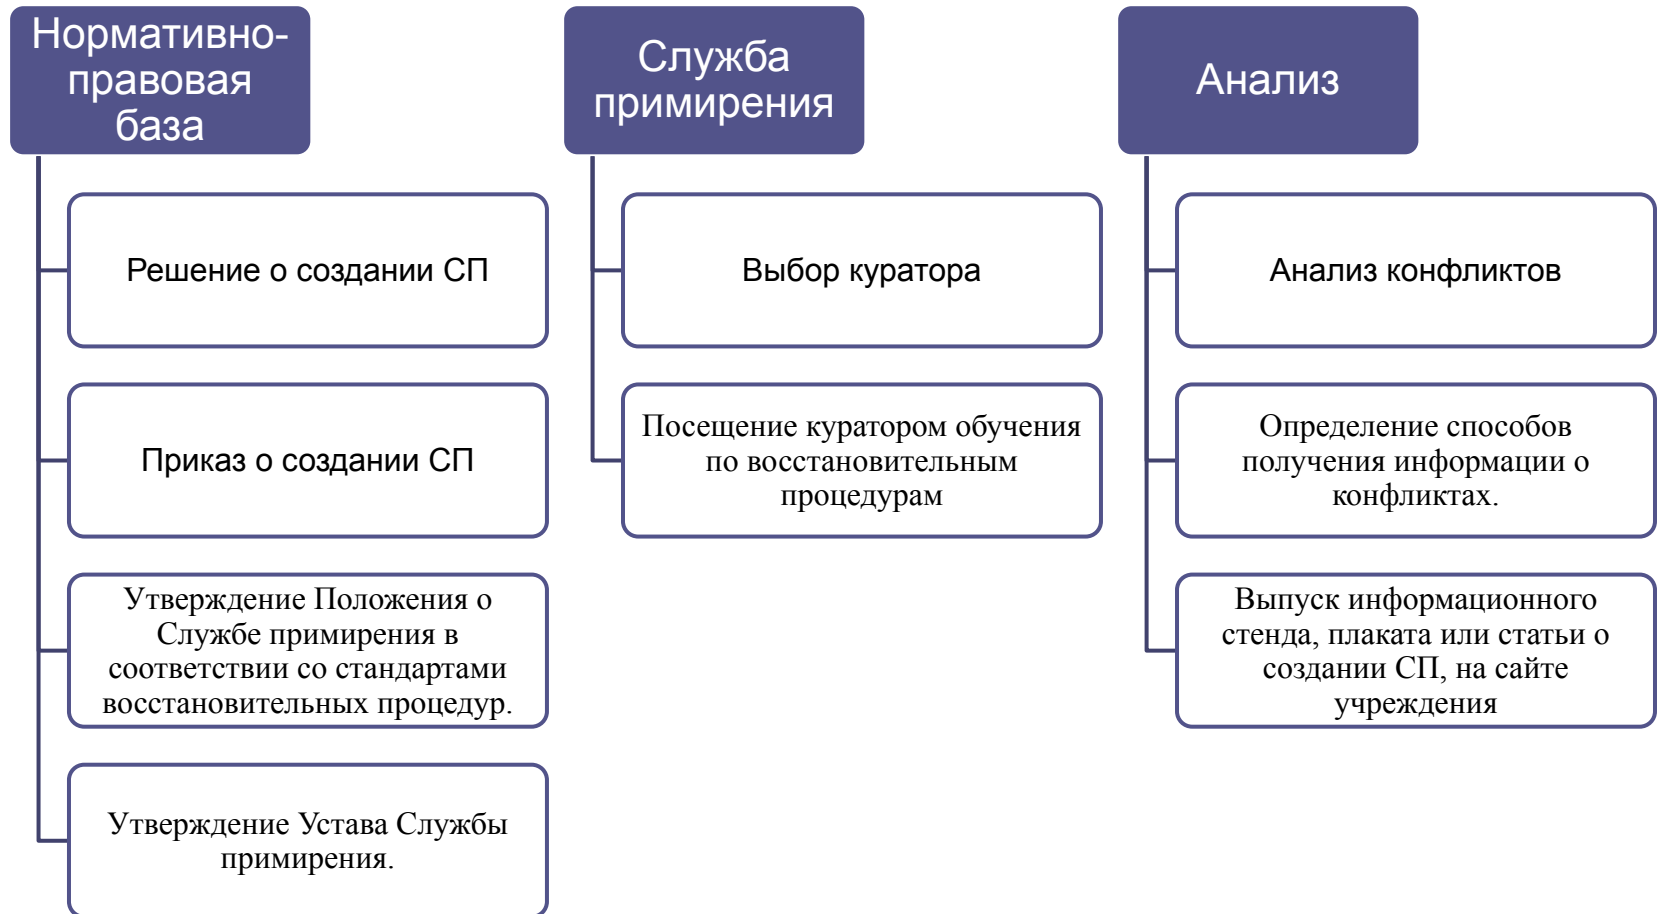 Нормативно-
правовая
база
Решение о создании СП
Приказ о создании СП
Утверждение Положения о
Службе примирения в
соответствии со стандартами
восстановительных процедур.
Утверждение Устава Службы
примирения.
Служба
примирения
Выбор куратора
Посещение куратором обучения
по восстановительным
процедурам
Анализ
Анализ конфликтов
Определение способов
получения информации о
конфликтах.
Выпуск информационного
стенда, плаката или статьи о
создании СП, на сайте
учреждения